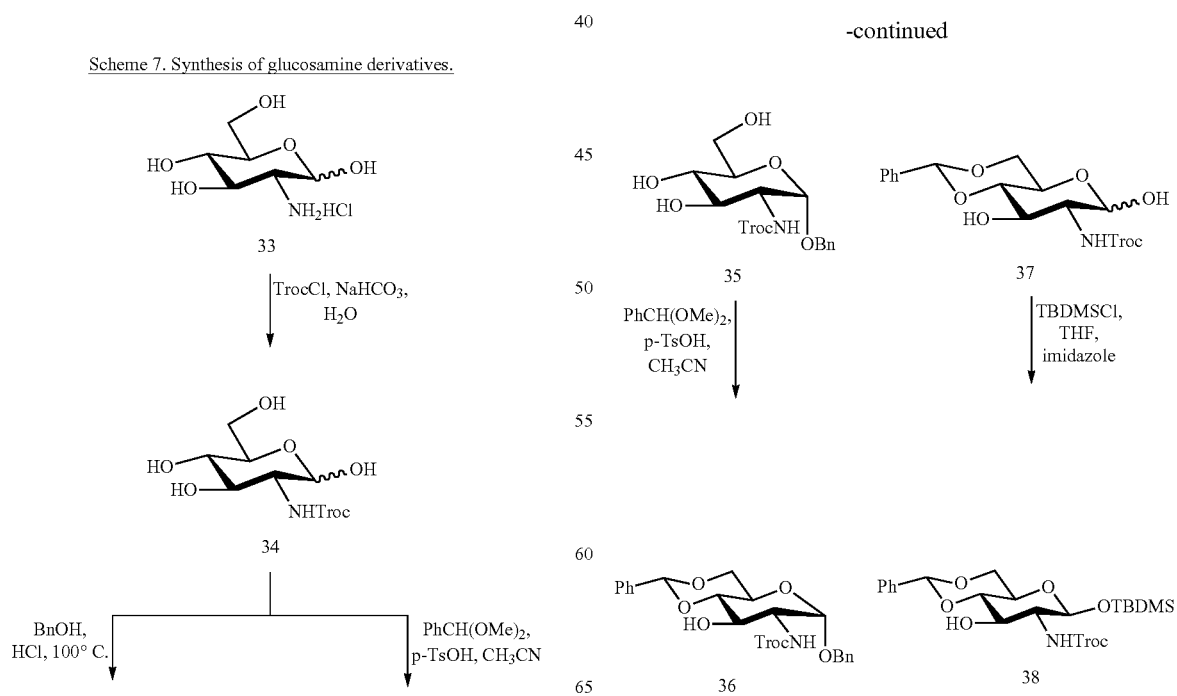 Scheme 7. Synthesis of glucosamine derivatives.
OH
O
HO
HO
OH
NH₂HCl
33
TrocCl, NaHCO₃,
H₂O
OH
O
HO
HO
OH
NHTroc
34
BnOH,
HCl, 100° C.
PhCH(OMe)₂,
p-TsOH, CH₃CN
40
45
50
55
60
65
-continued
OH
O
HO
HO
TrocNH
OBn
35
PhCH(OMe)₂,
p-TsOH,
CH₃CN
Ph
O
O
O
HO
OH
NHTroc
37
TBDMSCl,
THF,
imidazole
Ph
O
O
O
HO
TrocNH
OBn
36
Ph
O
O
O
HO
OTBDMS
NHTroc
38